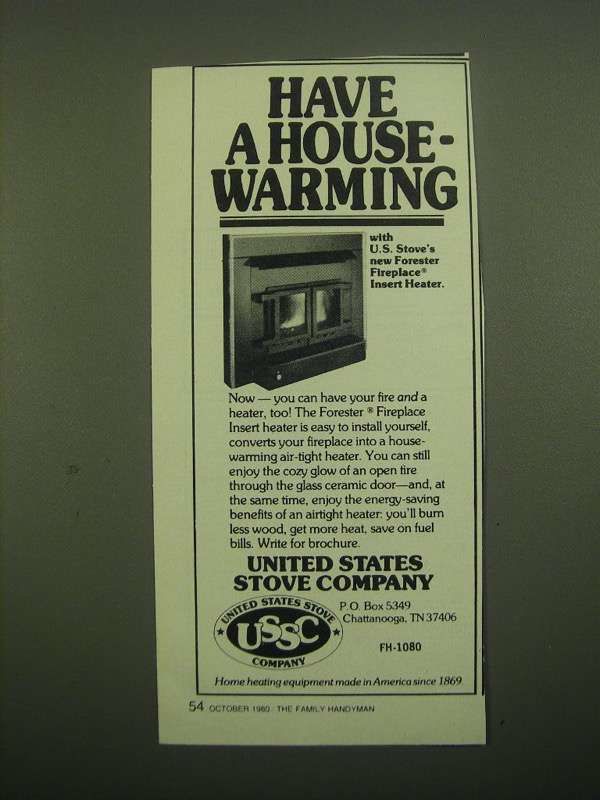 HAVE
A HOUSE-
WARMING
with
U.S. Stove's
new Forester
Fireplace®
Insert Heater.
Now — you can have your fire and a
heater, too! The Forester ® Fireplace
Insert heater is easy to install yourself,
converts your fireplace into a house-
warming air-tight heater. You can still
enjoy the cozy glow of an open fire
through the glass ceramic door—and, at
the same time, enjoy the energy-saving
benefits of an airtight heater: you'll burn
less wood, get more heat, save on fuel
bills. Write for brochure.
UNITED STATES
STOVE COMPANY
UNITED STATES STOVE
USSC
COMPANY
P.O. Box 5349
Chattanooga, TN 37406
FH-1080
Home heating equipment made in America since 1869
54 OCTOBER 1980 / THE FAMILY HANDYMAN